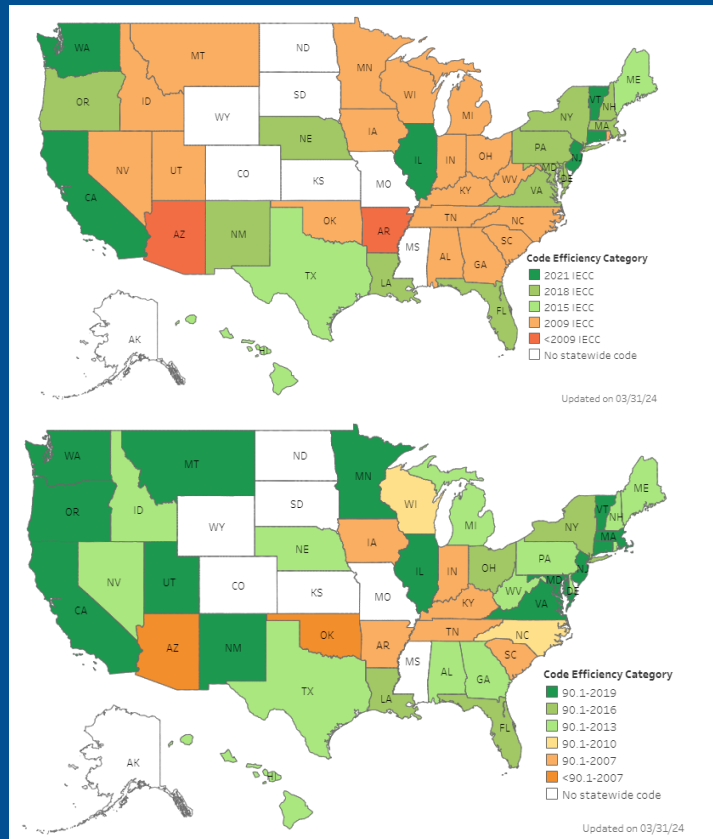 WA
MT
ND
MN
ME
OR
ID
SD
WI
VT
NH
NY
MA
WY
MI
IA
NE
PA
NJ
IL
IN
OH
MD
DE
NV
UT
CO
WV
VA
CA
KS
MO
KY
TN
NC
OK
AZ
NM
AR
SC
MS
AL
GA
TX
LA
FL
AK
HI
Code Efficiency Category
2021 IECC
2018 IECC
2015 IECC
2009 IECC
<2009 IECC
No statewide code
Updated on 03/31/24
WA
MT
ND
MN
ME
OR
ID
SD
WI
VT
NH
NY
MA
WY
MI
IA
NE
PA
NJ
IL
IN
OH
MD
DE
NV
UT
CO
WV
VA
CA
KS
MO
KY
TN
NC
OK
AZ
NM
AR
SC
MS
AL
GA
TX
LA
FL
AK
HI
Code Efficiency Category
90.1-2019
90.1-2016
90.1-2013
90.1-2010
90.1-2007
<90.1-2007
No statewide code
Updated on 03/31/24